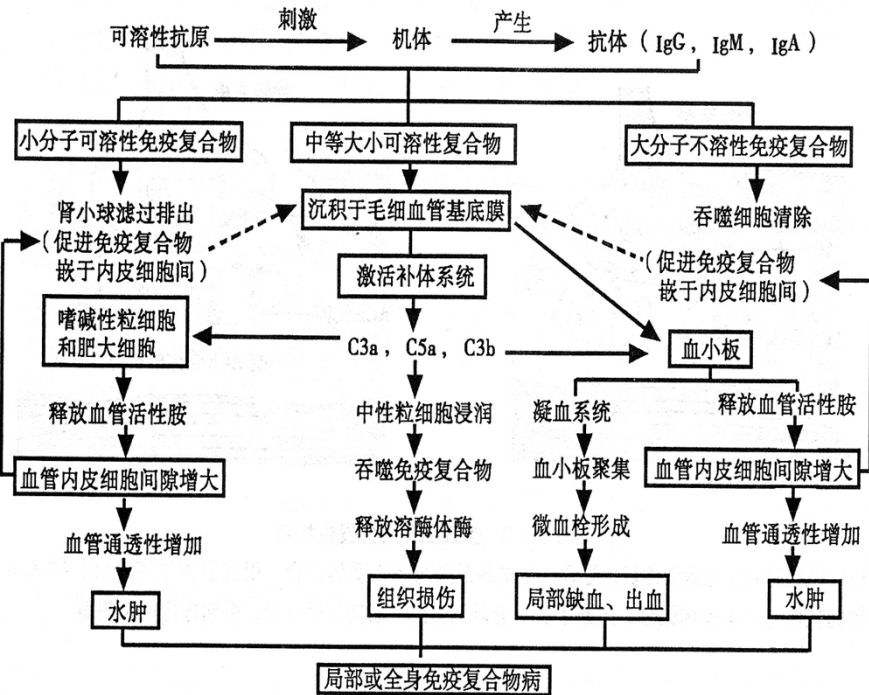 刺激
产生
可溶性抗原
机体
抗体(IgG, IgM, IgA)
小分子可溶性免疫复合物
中等大小可溶性复合物
大分子不溶性免疫复合物
肾小球滤过排出
(促进免疫复合物
嵌于内皮细胞间)
沉积于毛细血管基底膜
吞噬细胞清除
(促进免疫复合物
嵌于内皮细胞间)
激活补体系统
嗜碱性粒细胞
和肥大细胞
C3a, C5a, C3b
血小板
释放血管活性胺
中性粒细胞浸润
凝血系统
释放血管活性胺
血管内皮细胞间隙增大
吞噬免疫复合物
血小板聚集
血管内皮细胞间隙增大
血管通透性增加
释放溶酶体酶
微血栓形成
血管通透性增加
水肿
组织损伤
局部缺血、出血
水肿
局部或全身免疫复合物病